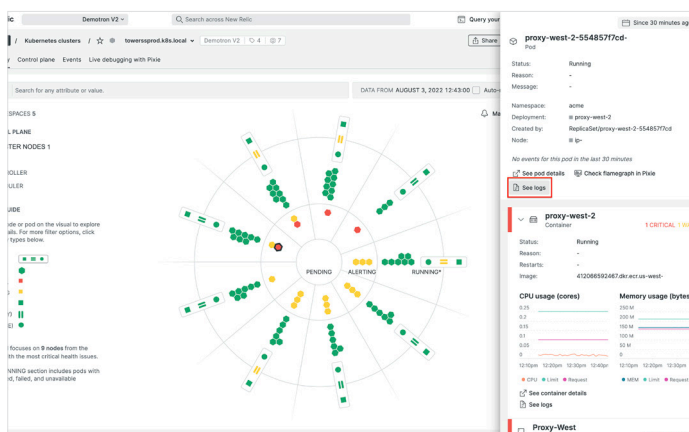 ic
Demotron V2
Search across New Relic
Query your
/ Kubernetes clusters / towerssprod.k8s.local
Demotron V2
4
7
Share
y Control plane Events Live debugging with Pixie
Search for any attribute or value.
DATA FROM AUGUST 3, 2022 12:43:00
Auto-
SPACES 5
Ma
L PLANE
TER NODES 1
ROLLER
ULER
UIDE
de or pod on the visual to explore
ils. For more filter options, click
types below.
S
Y)
E)
focuses on 9 nodes from the
ith the most critical health issues.
NNING section includes pods with
ed, failed, and unavailable
PENDING
ALERTING
RUNNING*
Since 30 minutes ago
proxy-west-2-554857f7cd-
Pod
Status: Running
Reason: -
Message: -
Namespace: acme
Deployment: proxy-west-2
Created by: ReplicaSet/proxy-west-2-554857f7cd
Node: ip-
No events for this pod in the last 30 minutes
See pod details
Check flamegraph in Pixie
See logs
proxy-west-2
Container
1 CRITICAL
Status: Running
Reason: -
Restarts: -
Image: 412066592467.dkr.ecr.us-west-
CPU usage (cores)
0.25
0.2
0.15
0.1
0.05
0
12:10pm 12:20pm 12:30pm 12:40pm
CPU Limit Request
Memory usage (bytes
250 M
200 M
150 M
100 M
50 M
0
12:10pm 12:20pm 12:30pm
MEM Limit Request
See container details
See logs
Proxy-West